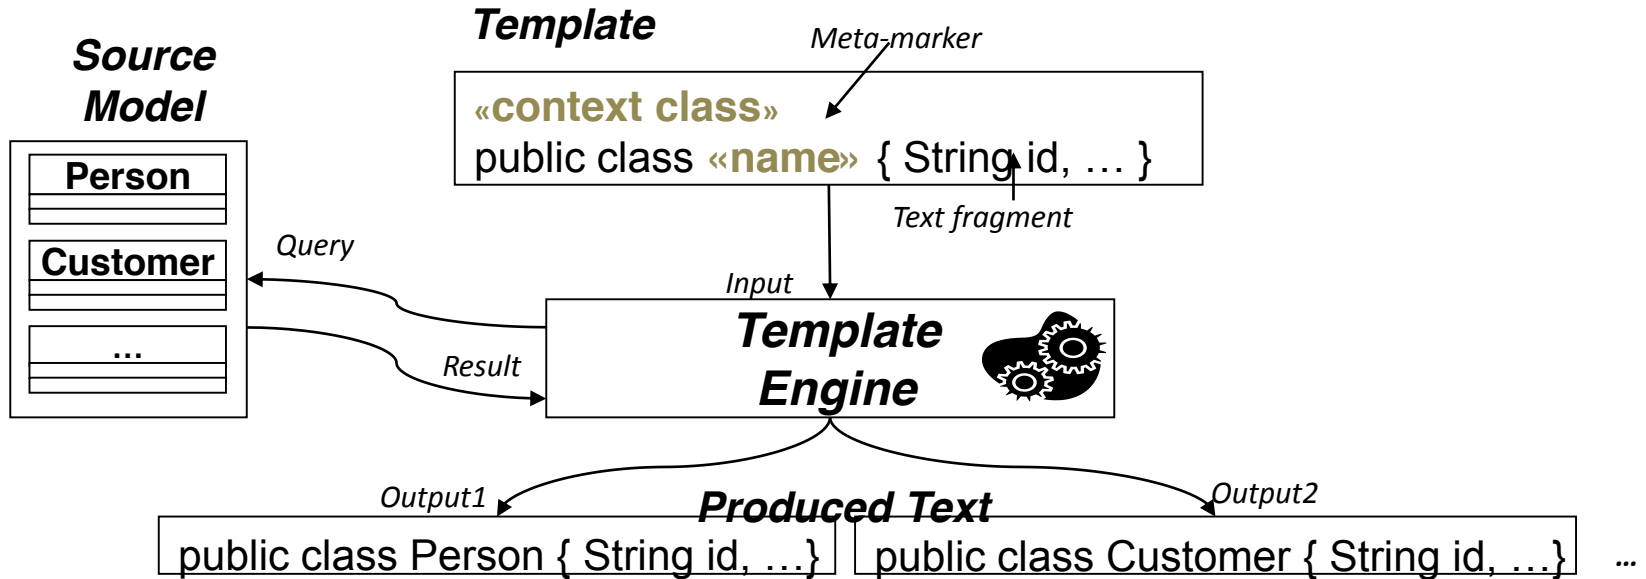 Template
Meta-marker
Source
Model
«context class»
public class «name» { String id, … }
Person
Text fragment
Customer
Query
Input
...
Template
Engine
Result
Output1
Produced Text
Output2
public class Person { String id, …}
public class Customer { String id, …}
...